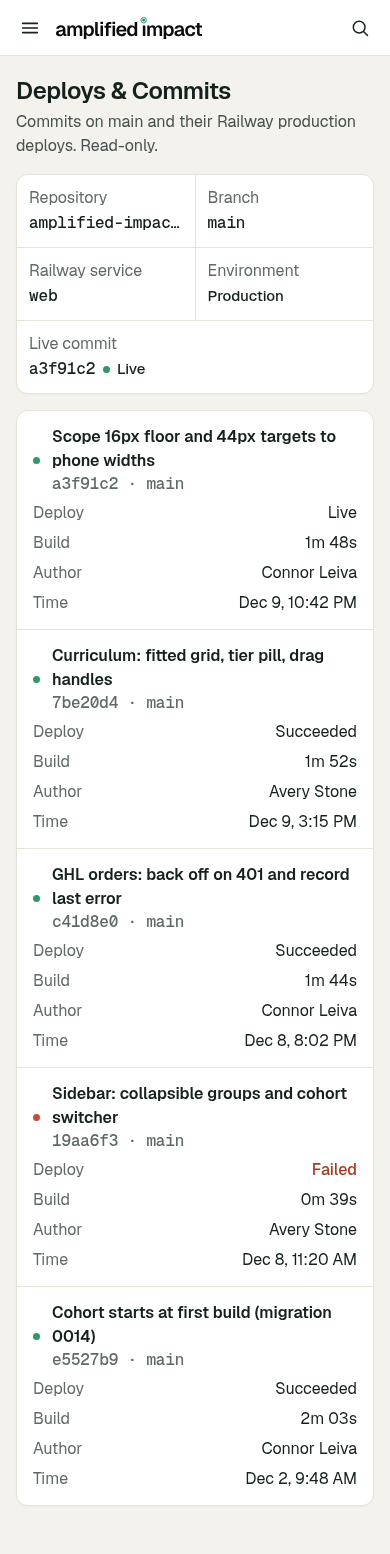 amplified impact
Deploys & Commits
Commits on main and their Railway production
deploys. Read-only.
Repository
amplified-impac…
Branch
main
Railway service
web
Environment
Production
Live commit
a3f91c2 Live
Scope 16px floor and 44px targets to
phone widths
a3f91c2 · main
Deploy Live
Build 1m 48s
Author Connor Leiva
Time Dec 9, 10:42 PM
Curriculum: fitted grid, tier pill, drag
handles
7be20d4 · main
Deploy Succeeded
Build 1m 52s
Author Avery Stone
Time Dec 9, 3:15 PM
GHL orders: back off on 401 and record
last error
c41d8e0 · main
Deploy Succeeded
Build 1m 44s
Author Connor Leiva
Time Dec 8, 8:02 PM
Sidebar: collapsible groups and cohort
switcher
19aa6f3 · main
Deploy Failed
Build 0m 39s
Author Avery Stone
Time Dec 8, 11:20 AM
Cohort starts at first build (migration
0014)
e5527b9 · main
Deploy Succeeded
Build 2m 03s
Author Connor Leiva
Time Dec 2, 9:48 AM